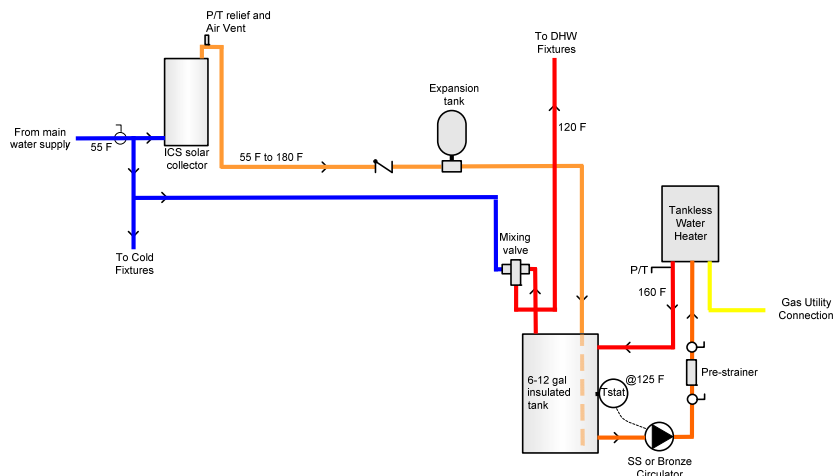 P/T relief and
Air Vent
To DHW
Fixtures
Expansion
tank
From main
water supply
55 F
ICS solar
collector
55 F to 180 F
120 F
Tankless
Water
Heater
To Cold
Fixtures
Mixing
valve
P/T
160 F
Gas Utility
Connection
6-12 gal
insulated
tank
@125 F
Tstat
Pre-strainer
SS or Bronze
Circulator